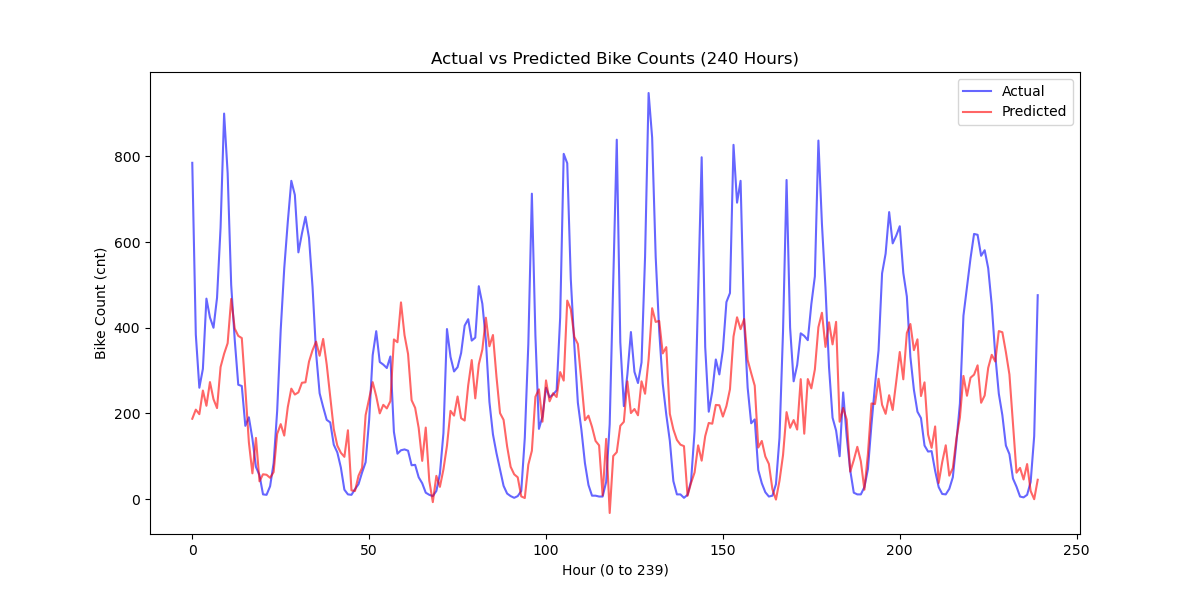 Actual vs Predicted Bike Counts (240 Hours)
Actual
Predicted
800
600
400
200
0
Bike Count (cnt)
0 50 100 150 200 250
Hour (0 to 239)